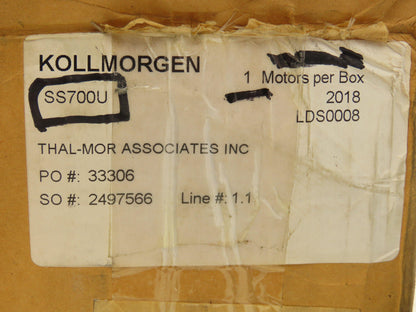 KOLLMORGEN
1 Motors per Box
SS700U
2018
LDS0008
THAL-MOR ASSOCIATES INC
PO #: 33306
SO #: 2497566 Line #: 1.1